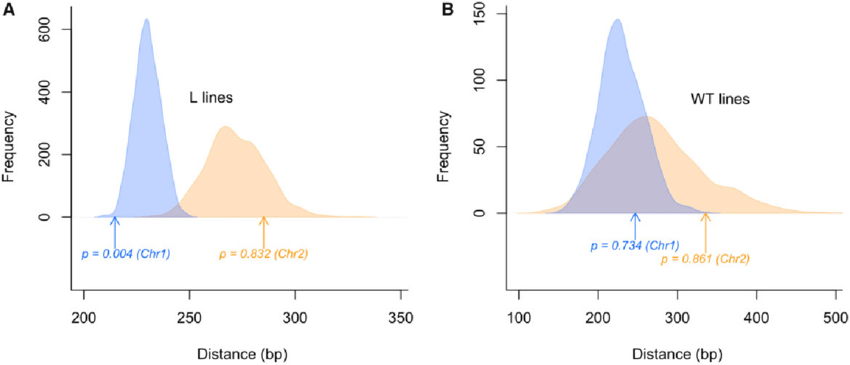 A
Frequency
600
400
200
0
L lines
p = 0.004 (Chr1)
p = 0.832 (Chr2)
200
250
300
350
Distance (bp)
B
Frequency
150
100
50
0
WT lines
p = 0.734 (Chr1)
p = 0.861 (Chr2)
100
200
300
400
500
Distance (bp)